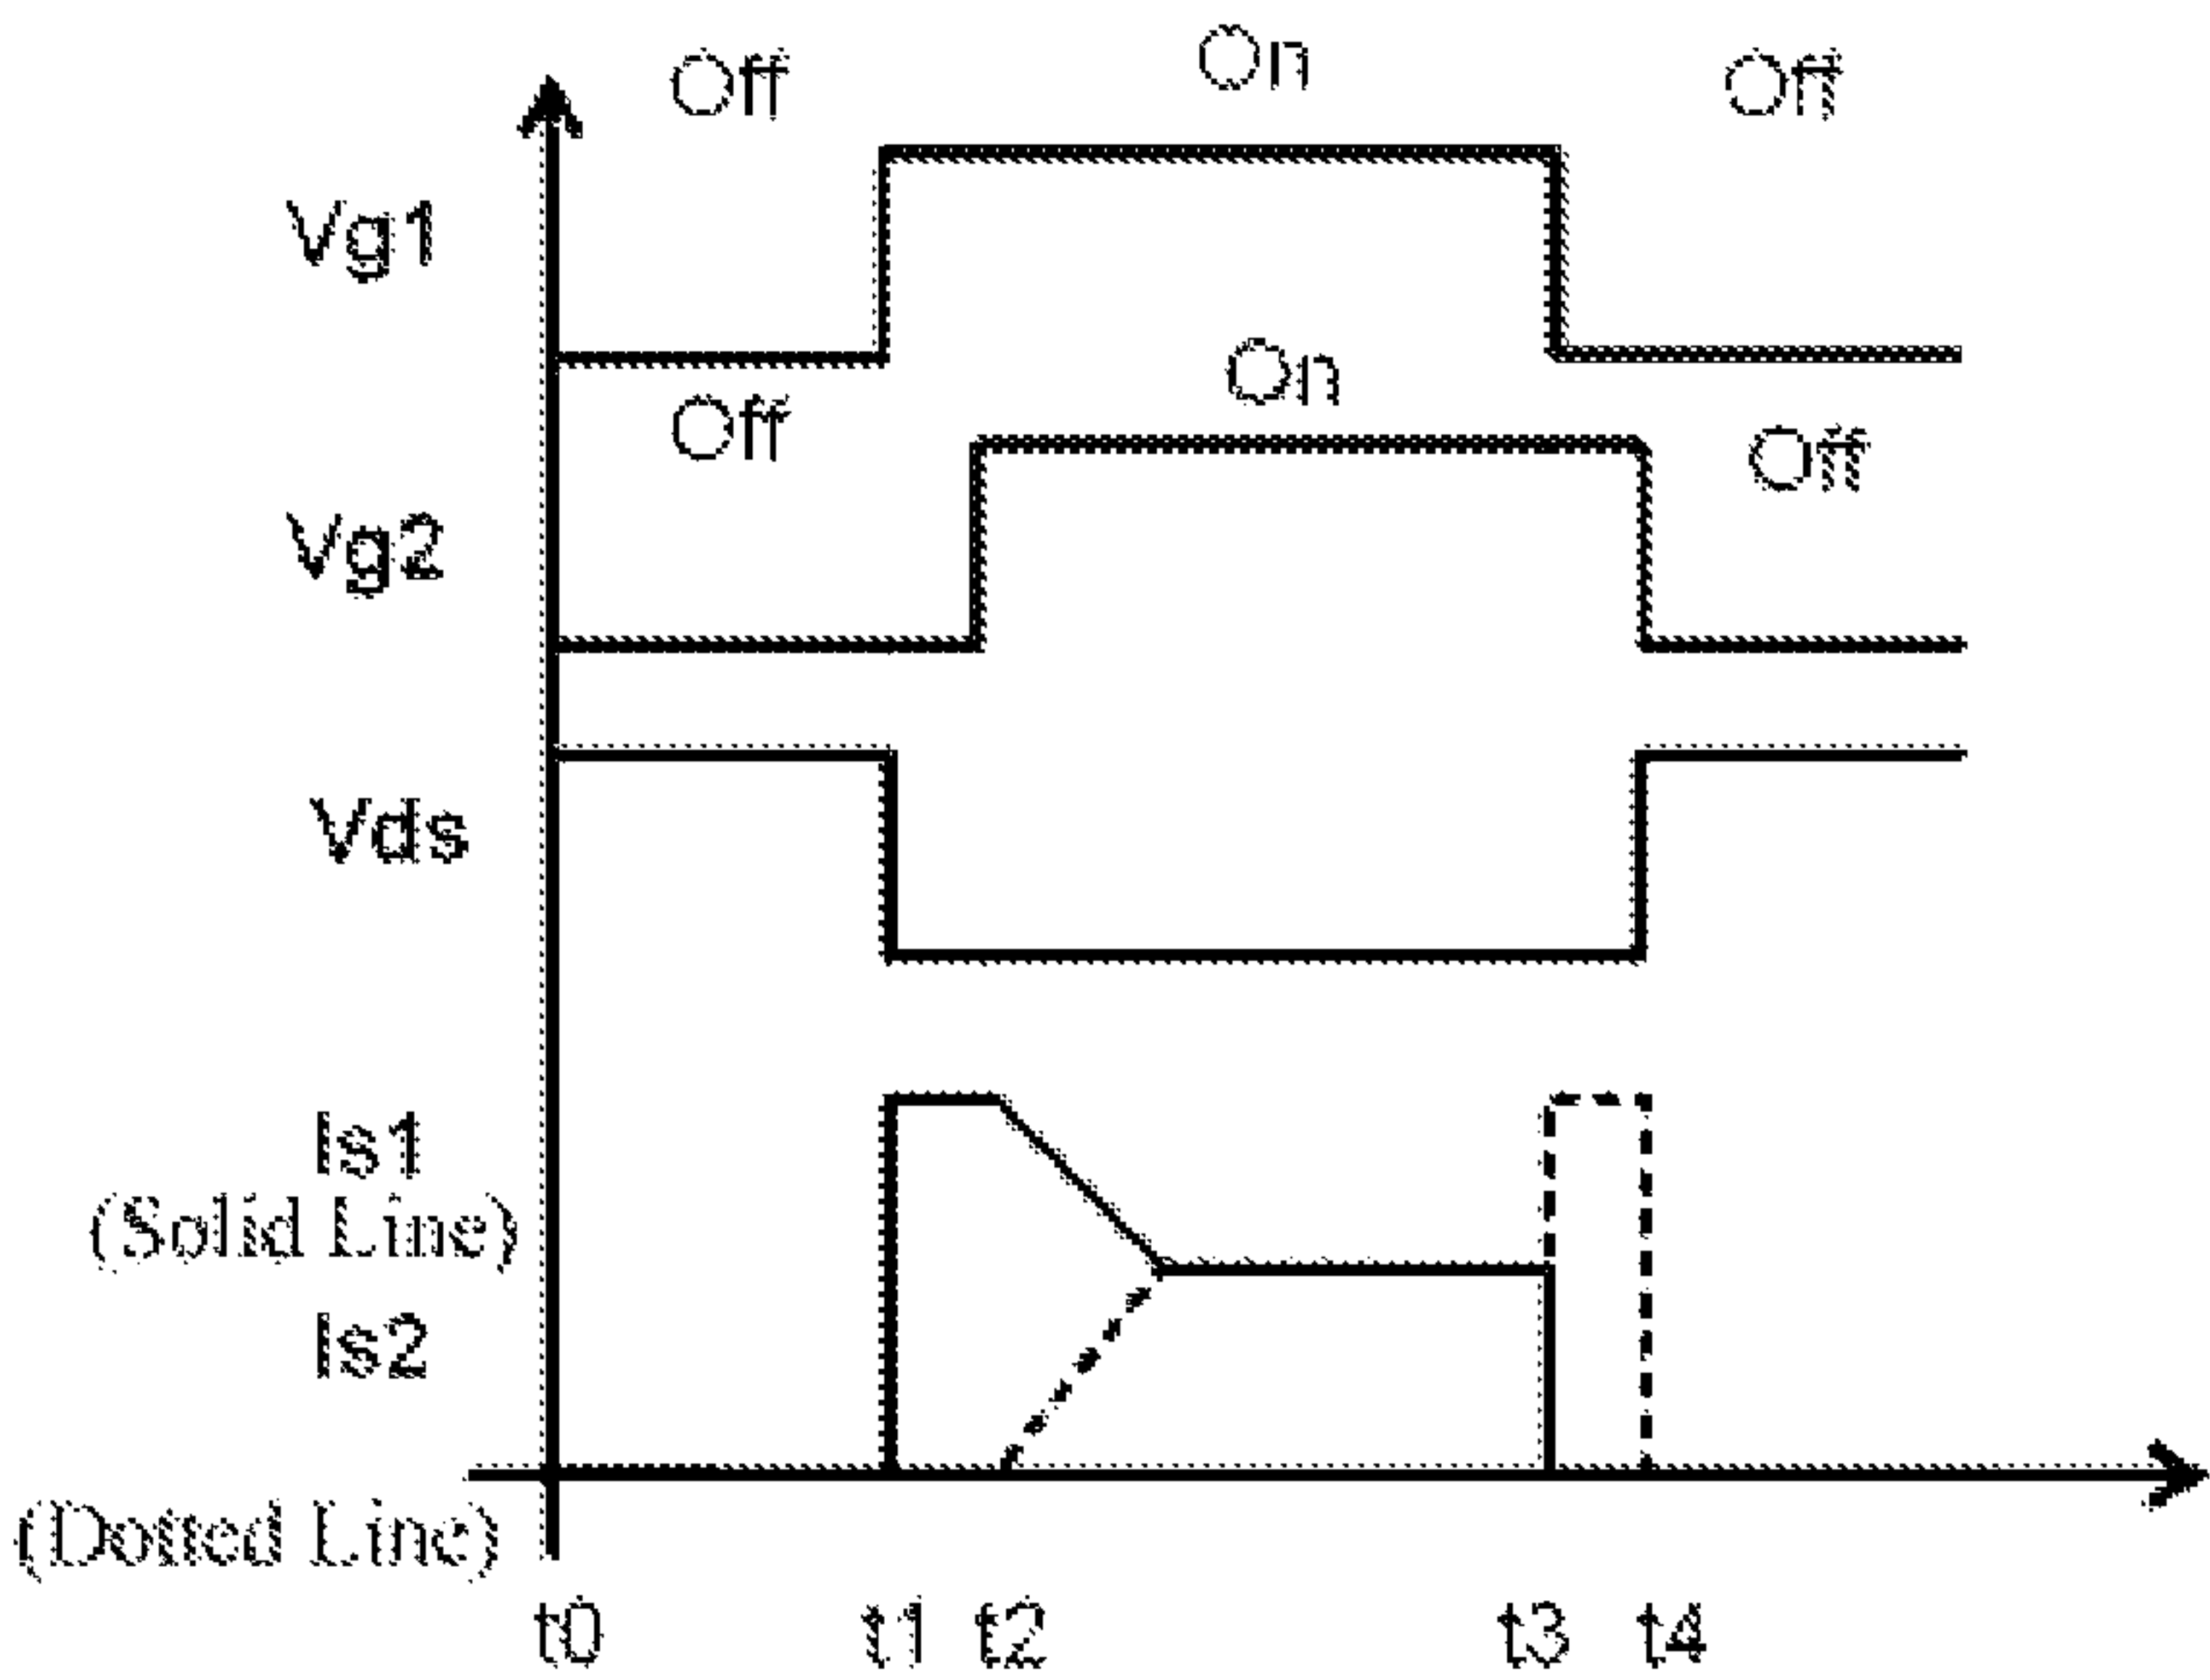 Off On Off
Vg1
Off On Off
Vg2
Vds
Is1
(Solid Line)
Is2
(Dotted Line)
t0 t1 t2 t3 t4